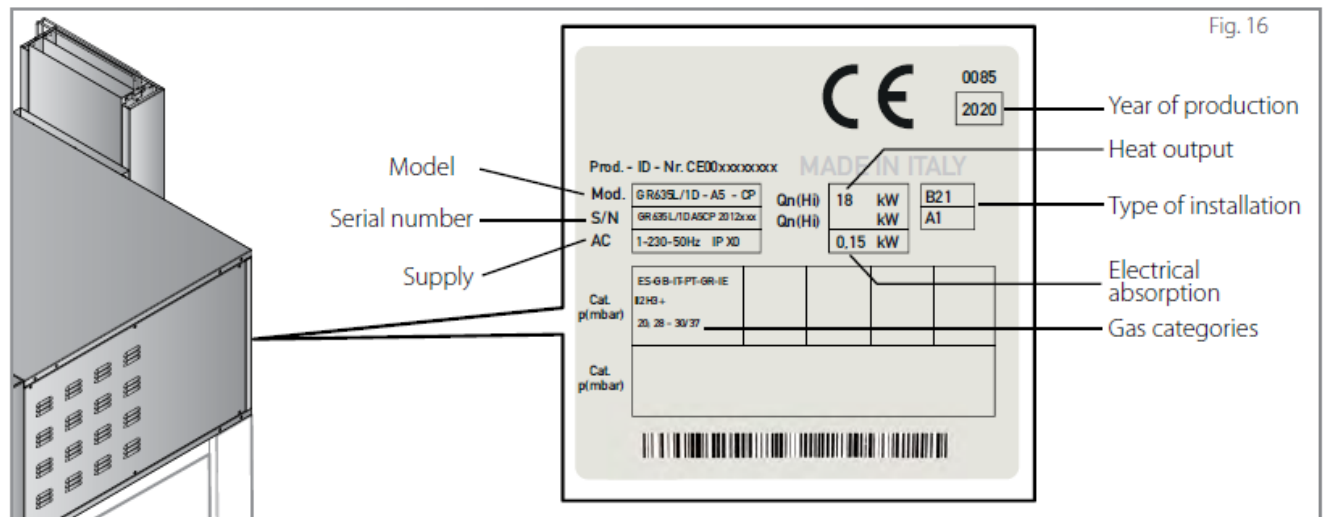 Fig. 16
CE
0085
2020
Year of production
Heat output
Type of installation
Electrical absorption
Gas categories
Model
Serial number
Supply
Prod. - ID - Nr. CE00xxxxxxxx
MADE IN ITALY
Mod. GR635L/1D - A5 - CP Qn(Hi) 18 kW B21
S/N GR635L/1DA5CP 2012xxx Qn(Hi) kW A1
AC 1-230-50Hz IP X0 0,15 kW
Cat. p(mbar)
ES-GB-IT-PT-GR-IE
II2H3+
20; 28 - 30/37
Cat. p(mbar)